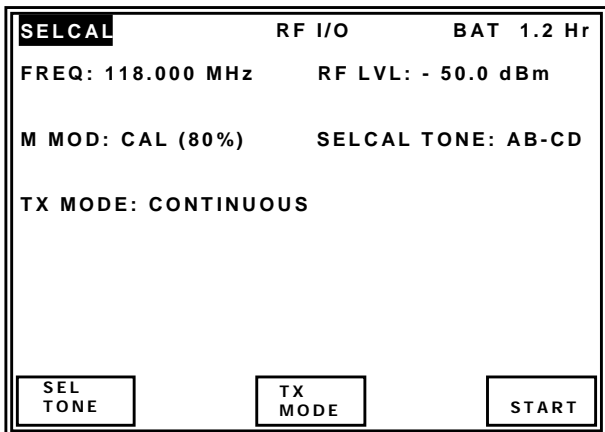 SELCAL RF I/O BAT 1.2 Hr
FREQ: 118.000 MHz RF LVL: - 50.0 dBm
M MOD: CAL (80%) SELCAL TONE: AB-CD
TX MODE: CONTINUOUS
SEL TONE
TX MODE
START